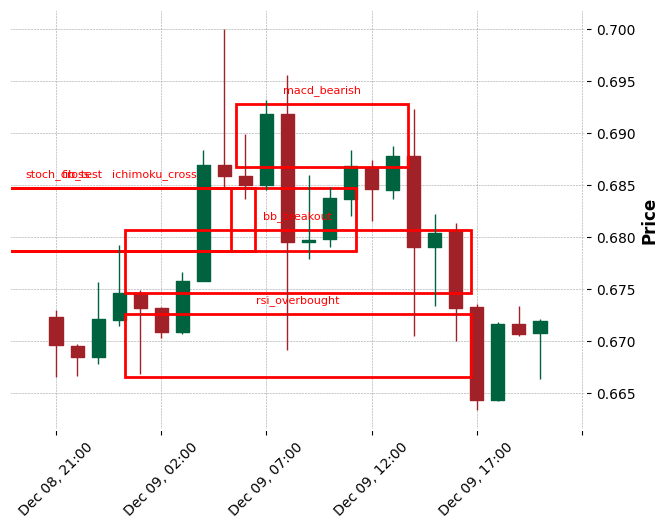 0.700
0.695
macd_bearish
0.690
stoch_cross
fib_test
ichimoku_cross
0.685
bb_breakout
0.680
Price
0.675
rsi_overbought
0.670
0.665
Dec 08, 21:00
Dec 09, 02:00
Dec 09, 07:00
Dec 09, 12:00
Dec 09, 17:00